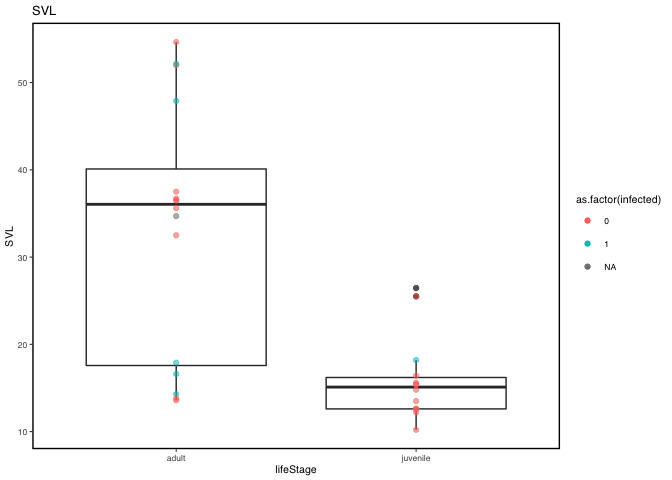 SVL
50
40
30
20
10
SVL
adult
juvenile
lifeStage
as.factor(infected)
0
1
NA